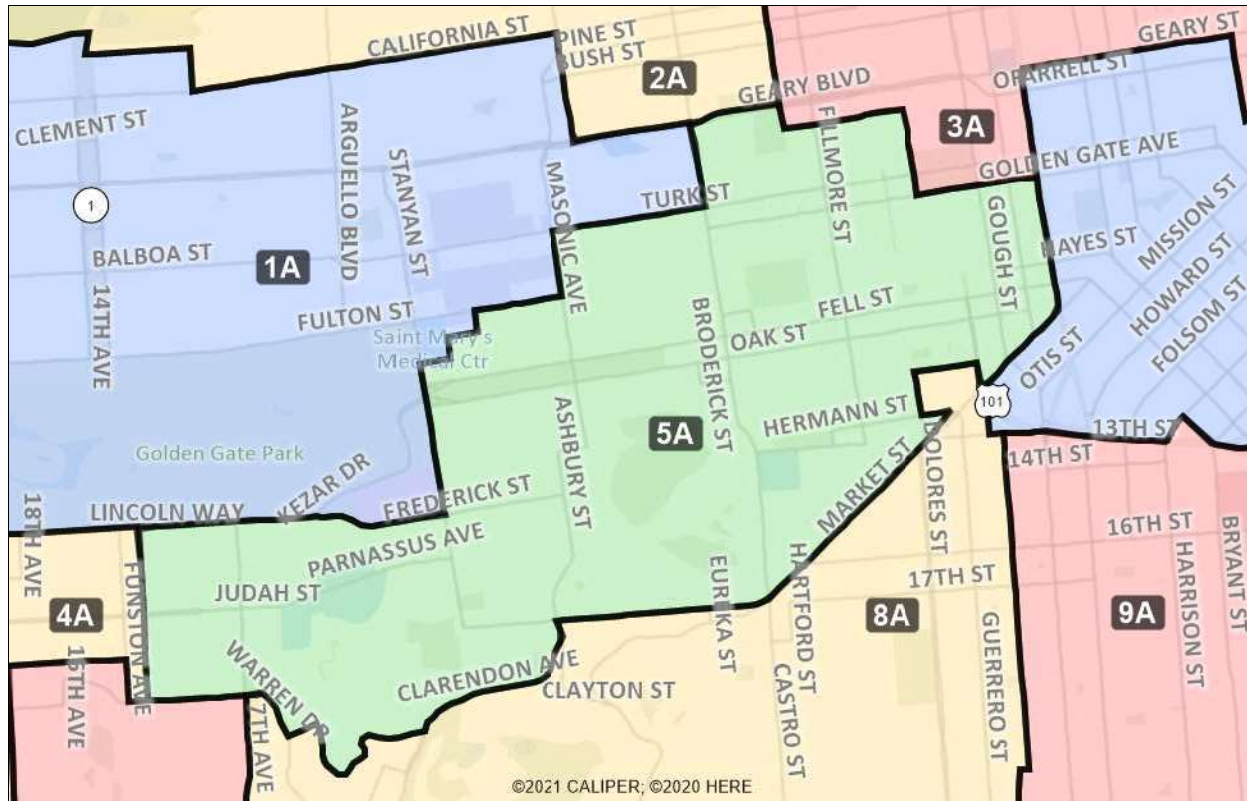 CALIFORNIA ST
PINE ST
BUSH ST
GEARY ST
2A
GEARY BLVD
OFARRELL ST
CLEMENT ST
ARGUELLO BLVD
STANYAN ST
MASONIC AVE
FILLMORE ST
3A
GOLDEN GATE AVE
1
TURK ST
GOUGH ST
HAYES ST
MISSION ST
BALBOA ST
1A
HOWARD ST
FOLSOM ST
14TH AVE
FULTON ST
Saint Mary's
Medical Ctr
BRODERICK ST
FELL ST
OAK ST
OTIS ST
101
ASHBURY ST
5A
HERMANN ST
DOLORES ST
13TH ST
14TH ST
Golden Gate Park
KEZAR DR
FREDERICK ST
MARKET ST
18TH AVE
LINCOLN WAY
PARNASSUS AVE
16TH ST
HARRISON ST
BRYANT ST
JUDAH ST
FUNSTON AVE
4A
EUREKA ST
HARTFORD ST
17TH ST
8A
GUERRERO ST
9A
15TH AVE
WARREN DR
7TH AVE
CLARENDON AVE
CLAYTON ST
CASTRO ST
©2021 CALIPER; ©2020 HERE